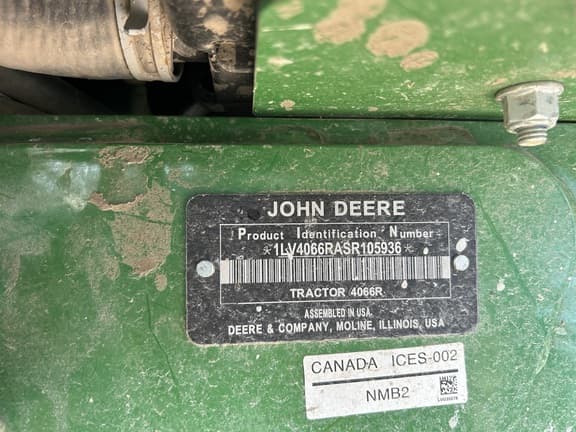 JOHN DEERE
Product Identification Number
*1LV4066RASR105936*
TRACTOR 4066R
ASSEMBLED IN USA.
DEERE & COMPANY, MOLINE, ILLINOIS, USA
CANADA ICES-002
NMB2